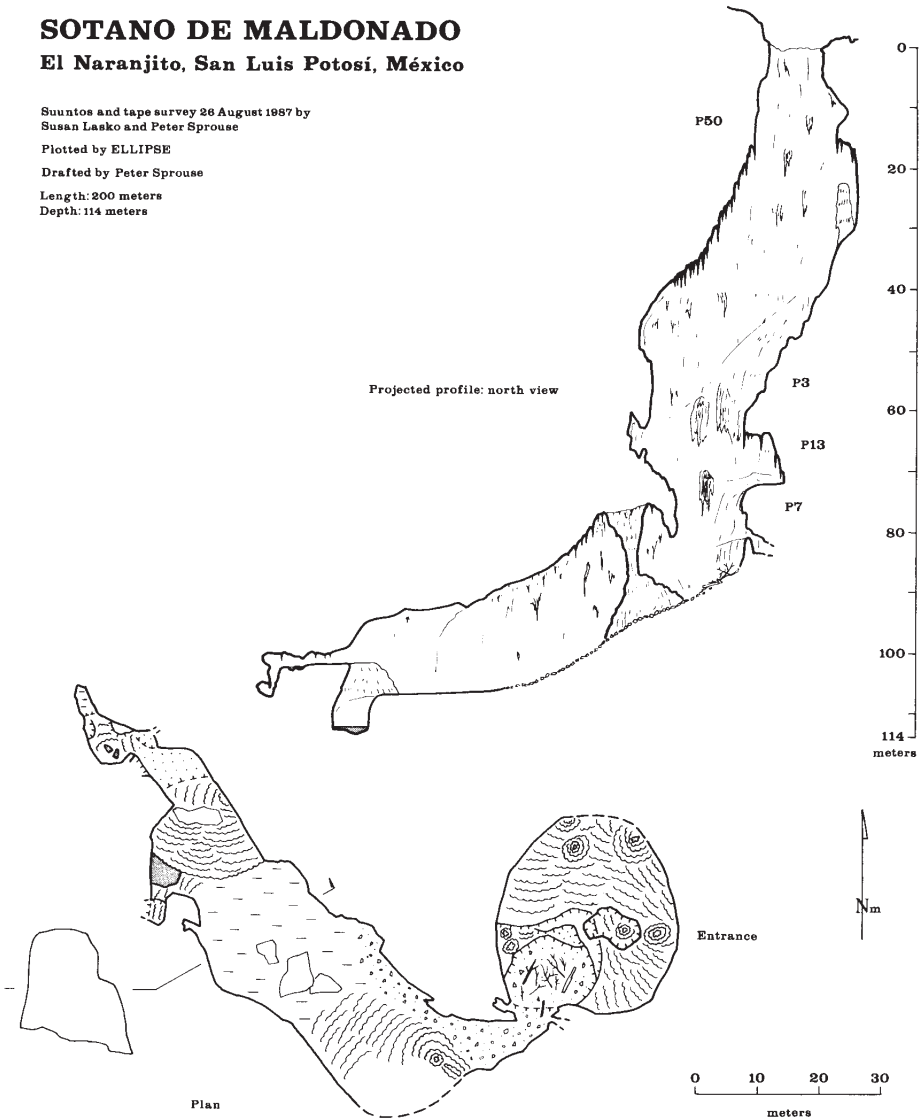 SOTANO DE MALDONADO
El Naranjito, San Luis Potosí, México
Suuntos and tape survey 26 August 1987 by
Susan Lasko and Peter Sprouse
Plotted by ELLIPSE
Drafted by Peter Sprouse
Length: 200 meters
Depth: 114 meters
P50
Projected profile: north view
P3
P13
P7
0
20
40
60
80
100
114
meters
Nm
Entrance
Plan
0 10 20 30
meters